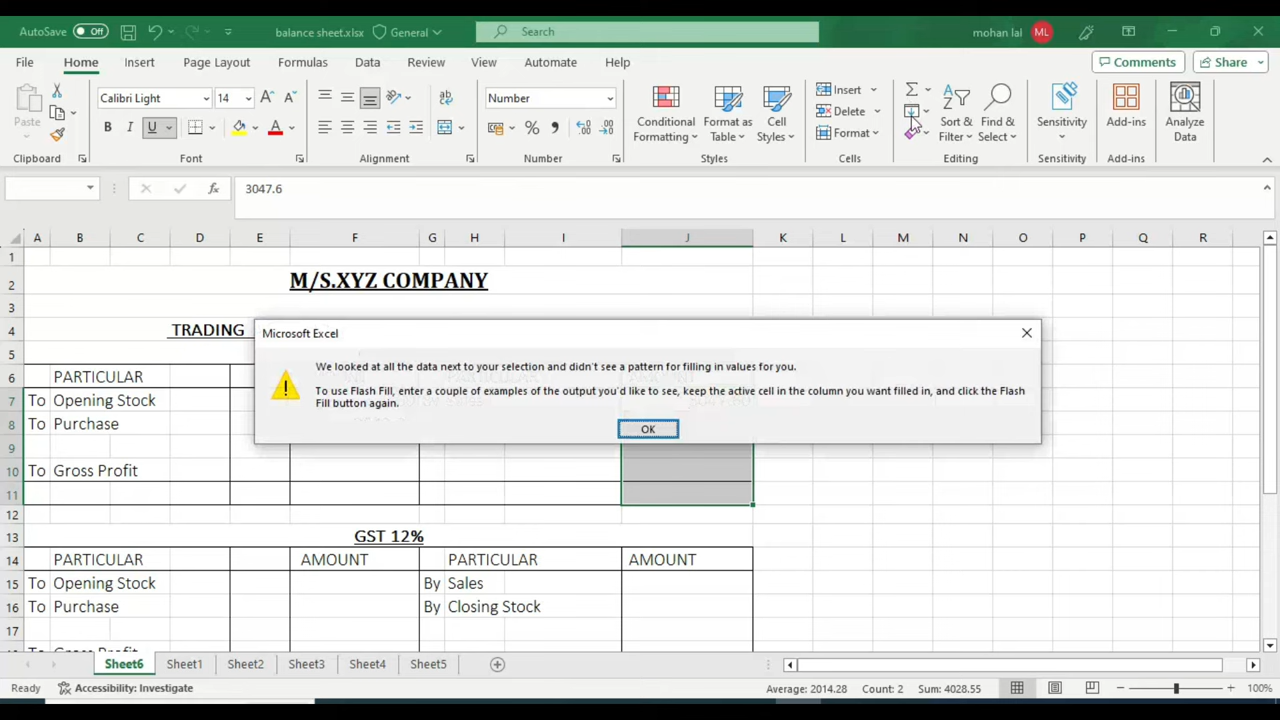 AutoSave Off balance sheet.xlsx General Search mohan lal ML
File Home Insert Page Layout Formulas Data Review View Automate Help Comments Share
Paste Calibri Light 14 Number Conditional Formatting Format as Table Cell Styles Insert Delete Format Sort & Filter Find & Select Sensitivity Add-ins Analyze Data
Clipboard Font Alignment Number Styles Cells Editing Sensitivity Add-ins
3047.6
A B C D E F G H I J K L M N O P Q R
1
2 M/S.XYZ COMPANY
3
4 TRADING
5
6 PARTICULAR
7 To Opening Stock
8 To Purchase
9
10 To Gross Profit
11
Microsoft Excel
We looked at all the data next to your selection and didn't see a pattern for filling in values for you.
To use Flash Fill, enter a couple of examples of the output you'd like to see, keep the active cell in the column you want filled in, and click the Flash
Fill button again.
OK
12
13 GST 12%
14 PARTICULAR AMOUNT PARTICULAR AMOUNT
15 To Opening Stock By Sales
16 To Purchase By Closing Stock
17
Sheet6 Sheet1 Sheet2 Sheet3 Sheet4 Sheet5
Ready Accessibility: Investigate Average: 2014.28 Count: 2 Sum: 4028.55 100%